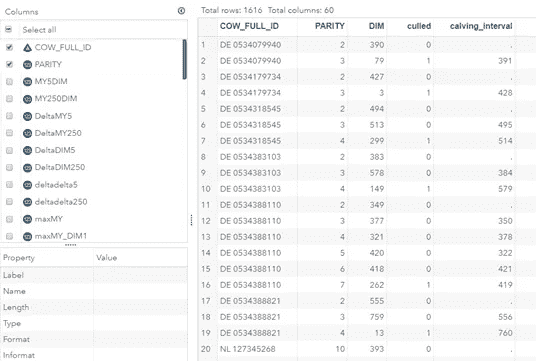 Columns
Total rows: 1616 Total columns: 60
Select all
COW_FULL_ID
PARITY
MY5DIM
MY250DIM
DeltaMY5
DeltaMY250
DeltaDIM5
DeltaDIM250
deltadelta5
deltadelta250
maxMY
maxMY_DIM1
Property Value
Label
Name
Length
Type
Format
Informat
COW_FULL_ID PARITY DIM culled calving_interval
1 DE 0534079940 2 390 0 .
2 DE 0534079940 3 79 1 391
3 DE 0534179734 2 427 0 .
4 DE 0534179734 4 3 1 428
5 DE 0534318545 2 494 0 .
6 DE 0534318545 3 513 0 495
7 DE 0534318545 4 299 1 514
8 DE 0534383103 2 383 0 .
9 DE 0534383103 3 578 0 384
10 DE 0534383103 4 149 1 579
11 DE 0534388110 2 349 0 .
12 DE 0534388110 3 377 0 350
13 DE 0534388110 4 321 0 378
14 DE 0534388110 5 420 0 322
15 DE 0534388110 6 418 0 421
16 DE 0534388110 7 262 1 419
17 DE 0534388821 2 555 0 .
18 DE 0534388821 3 759 0 556
19 DE 0534388821 4 13 1 760
20 NL 127345268 10 393 0 .